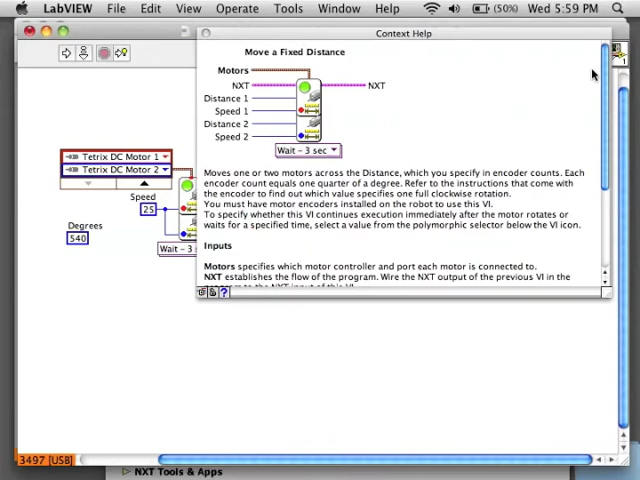 LabVIEW File Edit View Operate Tools Window Help (50%) Wed 5:59 PM
Context Help
Move a Fixed Distance
Motors
NXT
NXT
Distance 1
Speed 1
Distance 2
Speed 2
Wait - 3 sec
Tetrix DC Motor 1
Tetrix DC Motor 2
Speed
25
Degrees
540
Wait - 3 s
Moves one or two motors across the Distance, which you specify in encoder counts. Each
encoder count equals one quarter of a degree. Refer to the instructions that come with
the encoder to find out which value specifies one full clockwise rotation.
You must have motor encoders installed on the robot to use this VI.
To specify whether this VI continues execution immediately after the motor rotates or
waits for a specified time, select a value from the polymorphic selector below the VI icon.
Inputs
Motors specifies which motor controller and port each motor is connected to.
NXT establishes the flow of the program. Wire the NXT output of the previous VI in the
program to the NXT input of this VI.
3497 [USB]
NXT Tools & Apps